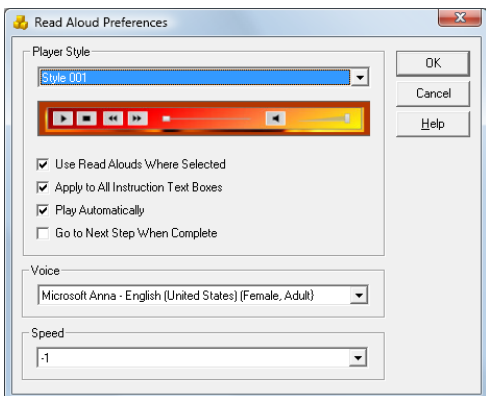 Read Aloud Preferences
Player Style
Style 001
OK
Cancel
Help
Use Read Alouds Where Selected
Apply to All Instruction Text Boxes
Play Automatically
Go to Next Step When Complete
Voice
Microsoft Anna - English (United States) (Female, Adult}
Speed
-1